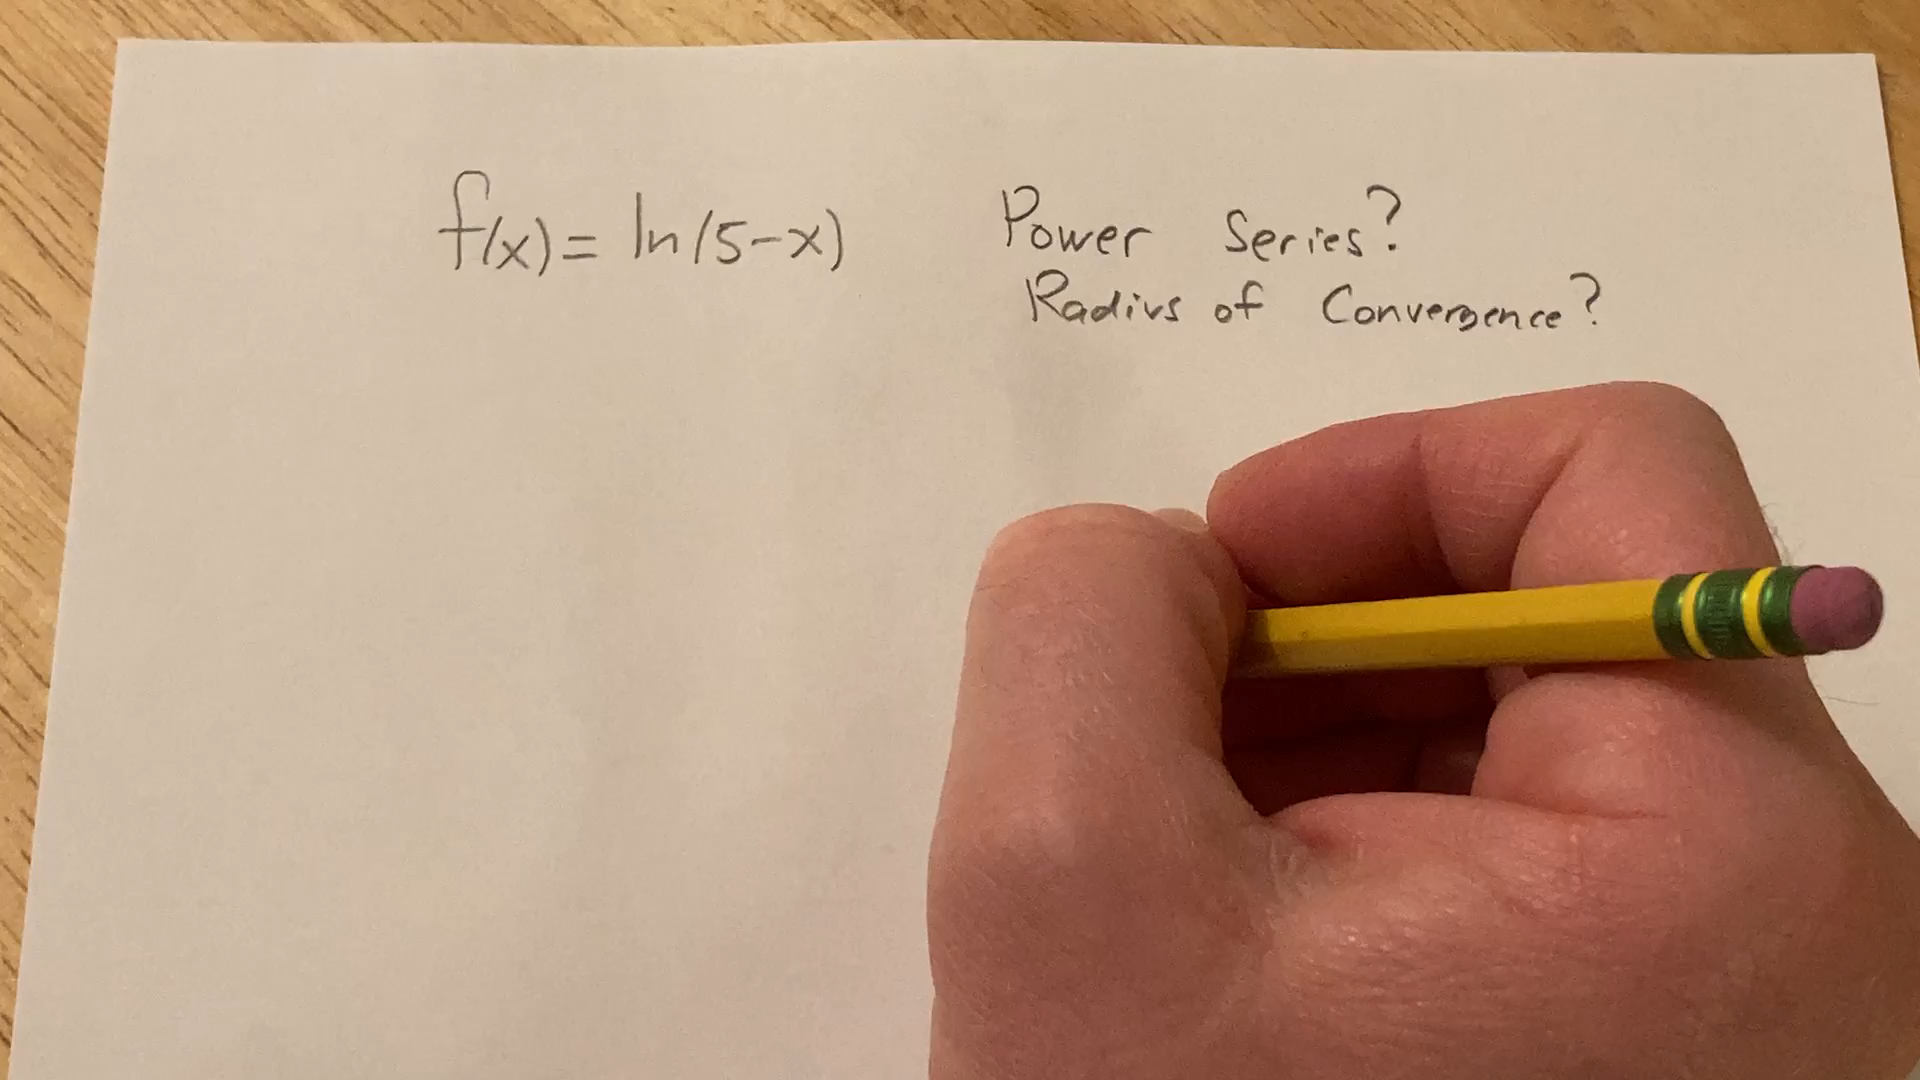 f(x) = ln(5-x)
Power Series?
Radius of Convergence?